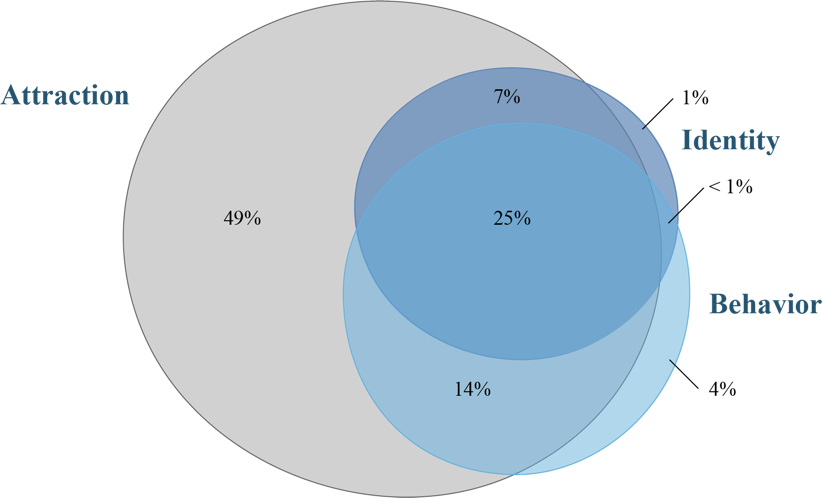 Attraction
7%
1%
Identity
< 1%
49%
25%
Behavior
14%
4%